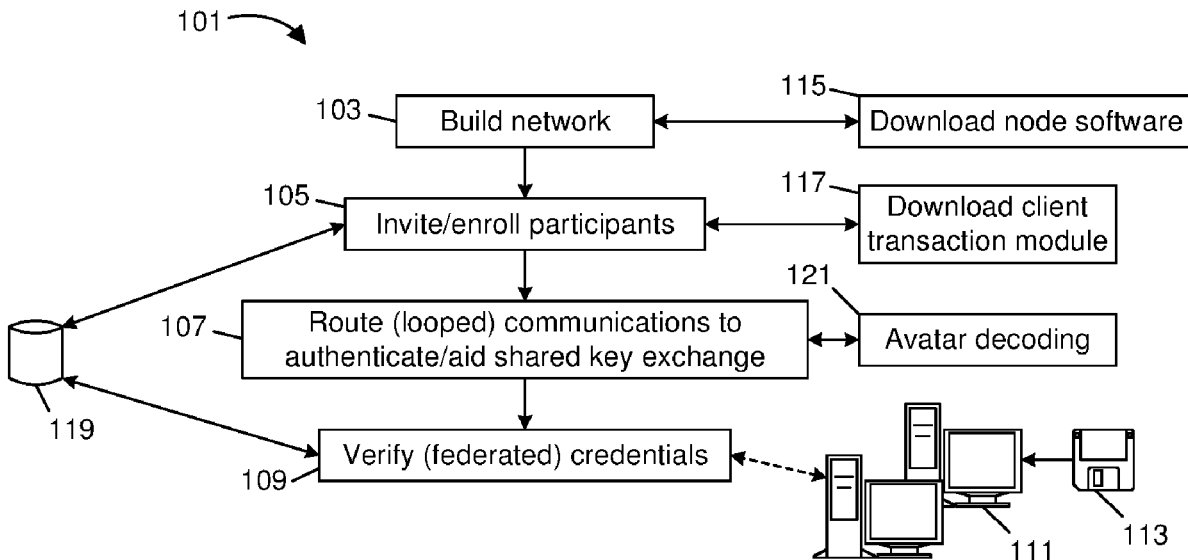 101
103
Build network
115
Download node software
105
Invite/enroll participants
117
Download client
transaction module
107
Route (looped) communications to
authenticate/aid shared key exchange
121
Avatar decoding
119
109
Verify (federated) credentials
111
113